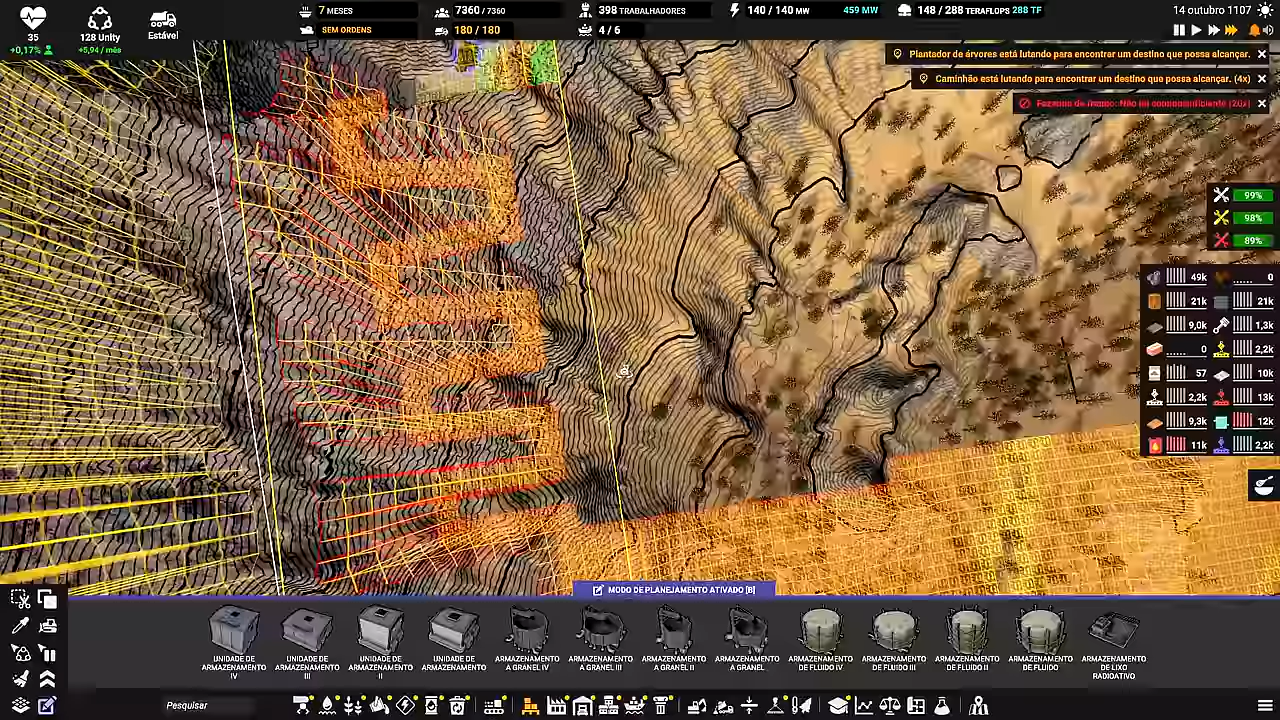 7 MESES
7360 / 7360
398 TRABALHADORES
140 / 140 MW
459 MW
148 / 288 TERAFLOPS
288 TF
14 outubro 1107
35
128 Unity
Estável
SEM ORDENS
180 / 180
4 / 6
+0,17%
+5,94 / mês
Plantador de árvores está lutando para encontrar um destino que possa alcançar.
Caminhão está lutando para encontrar um destino que possa alcançar. (4x)
99%
98%
89%
49k
0
21k
21k
9,0k
1,3k
0
2,2k
57
10k
2,2k
13k
9,3k
12k
11k
2,2k
MODO DE PLANEJAMENTO ATIVADO [B]
UNIDADE DE ARMAZENAMENTO IV
UNIDADE DE ARMAZENAMENTO III
UNIDADE DE ARMAZENAMENTO II
UNIDADE DE ARMAZENAMENTO
ARMAZENAMENTO A GRANEL IV
ARMAZENAMENTO A GRANEL III
ARMAZENAMENTO A GRANEL II
ARMAZENAMENTO A GRANEL
ARMAZENAMENTO DE FLUIDO IV
ARMAZENAMENTO DE FLUIDO III
ARMAZENAMENTO DE FLUIDO II
ARMAZENAMENTO DE FLUIDO
ARMAZENAMENTO DE LIXO RADIOATIVO
Pesquisar